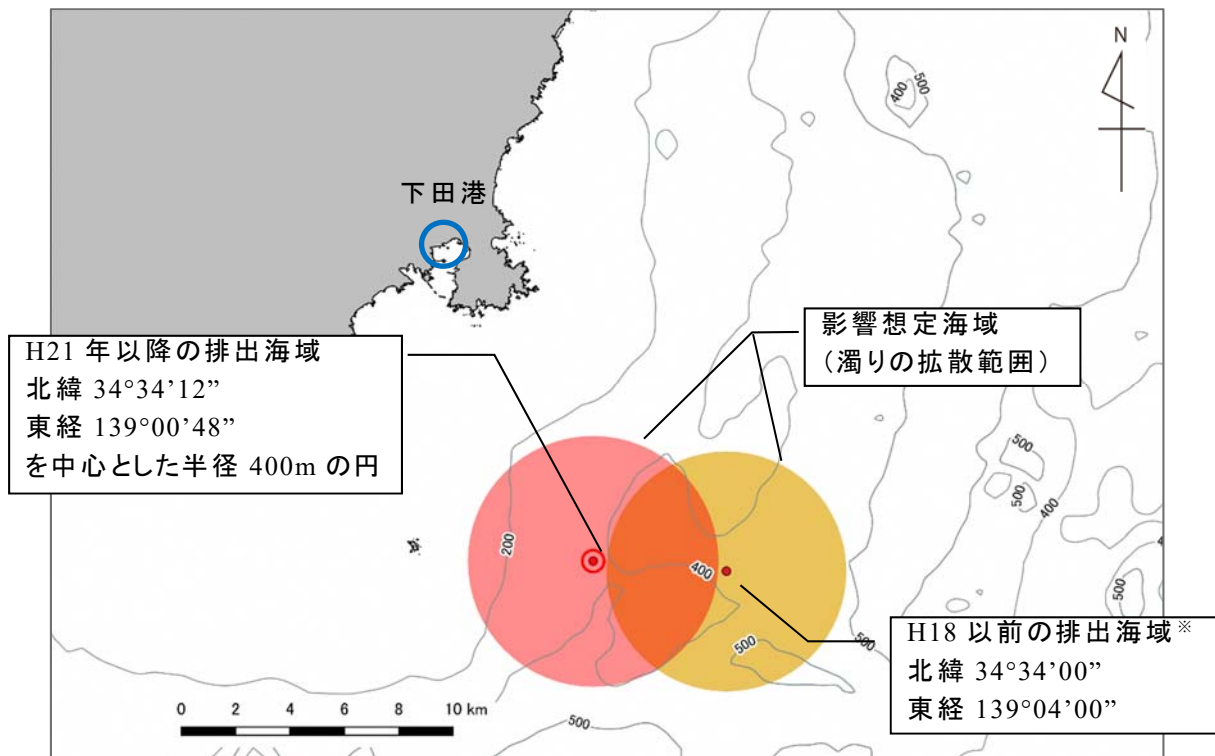 N
500
400
下田港
影響想定海域
(濁りの拡散範囲)
H21 年以降の排出海域
北緯 34°34’12”
東経 139°00’48”
を中心とした半径 400m の円
500
500
400
200
400
500
500
500
H18 以前の排出海域※
北緯 34°34’00”
東経 139°04’00”
0 2 4 6 8 10 km
500